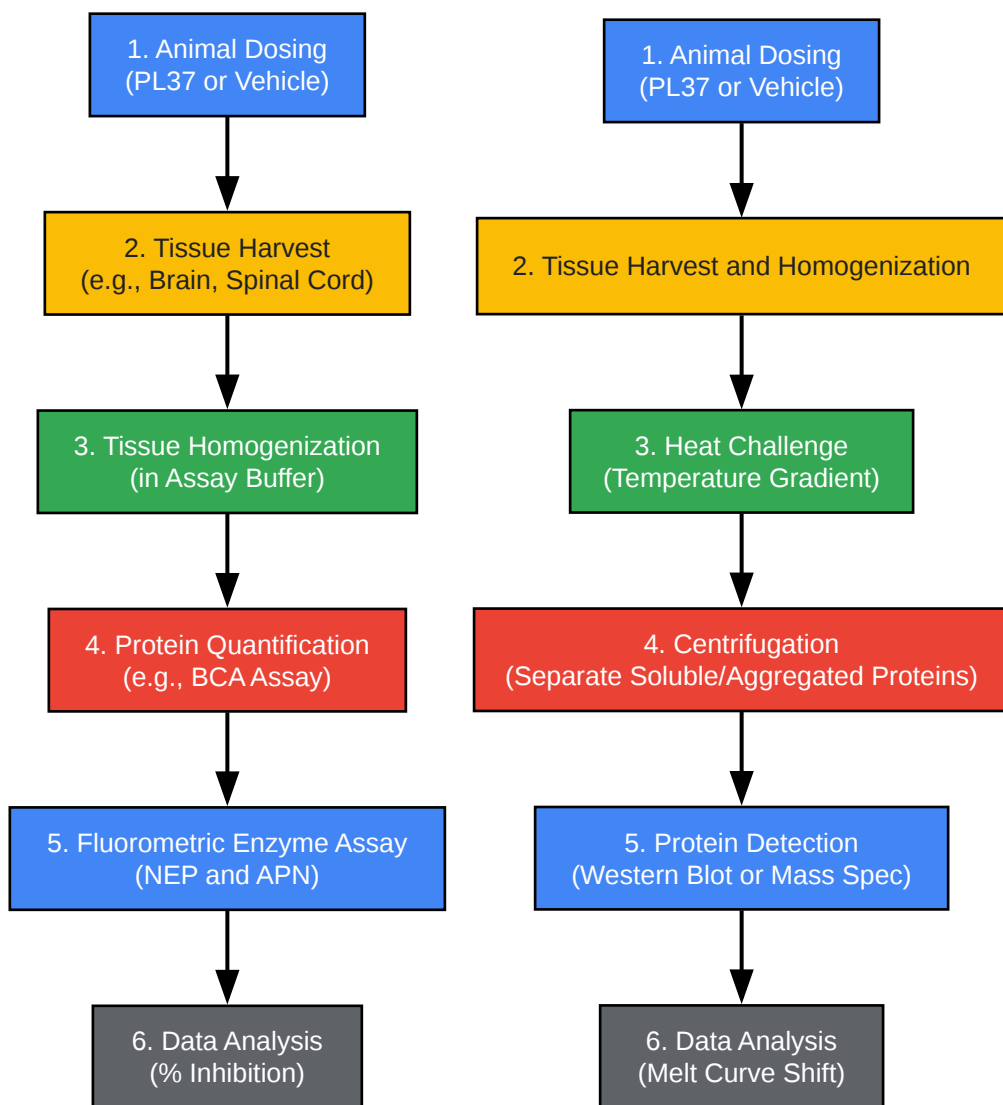 1. Animal Dosing
(PL37 or Vehicle)
2. Tissue Harvest
(e.g., Brain, Spinal Cord)
3. Tissue Homogenization
(in Assay Buffer)
4. Protein Quantification
(e.g., BCA Assay)
5. Fluorometric Enzyme Assay
(NEP and APN)
6. Data Analysis
(% Inhibition)
1. Animal Dosing
(PL37 or Vehicle)
2. Tissue Harvest and Homogenization
3. Heat Challenge
(Temperature Gradient)
4. Centrifugation
(Separate Soluble/Aggregated Proteins)
5. Protein Detection
(Western Blot or Mass Spec)
6. Data Analysis
(Melt Curve Shift)